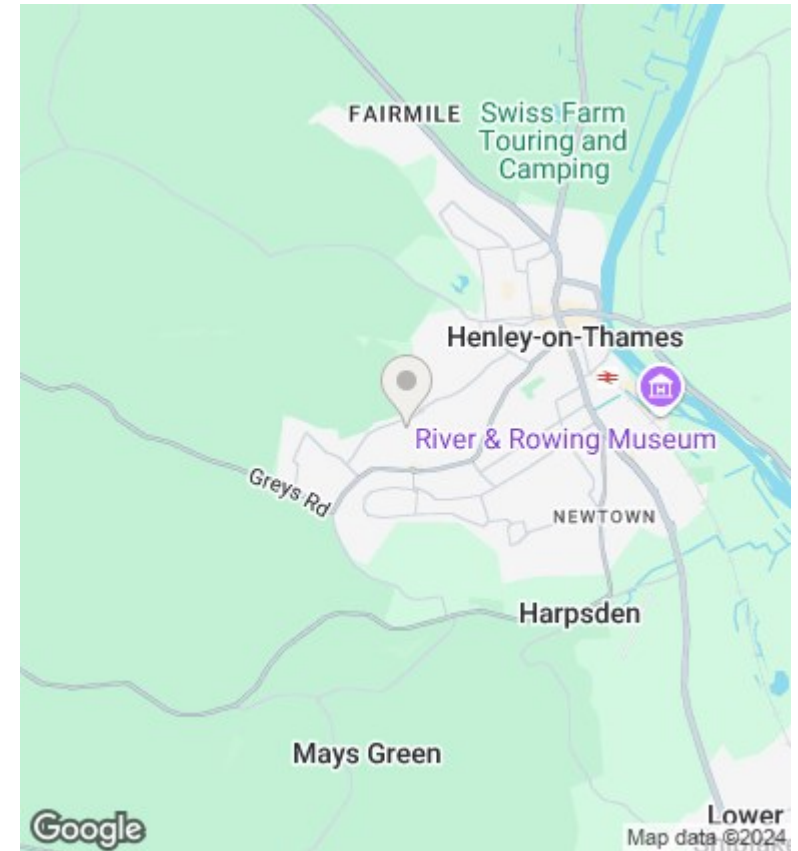 FAIRMILE
Swiss Farm
Touring and
Camping
Henley-on-Thames
River & Rowing Museum
Greys Rd
NEWTOWN
Harpsden
Mays Green
Lower
Google
Map data ©2024